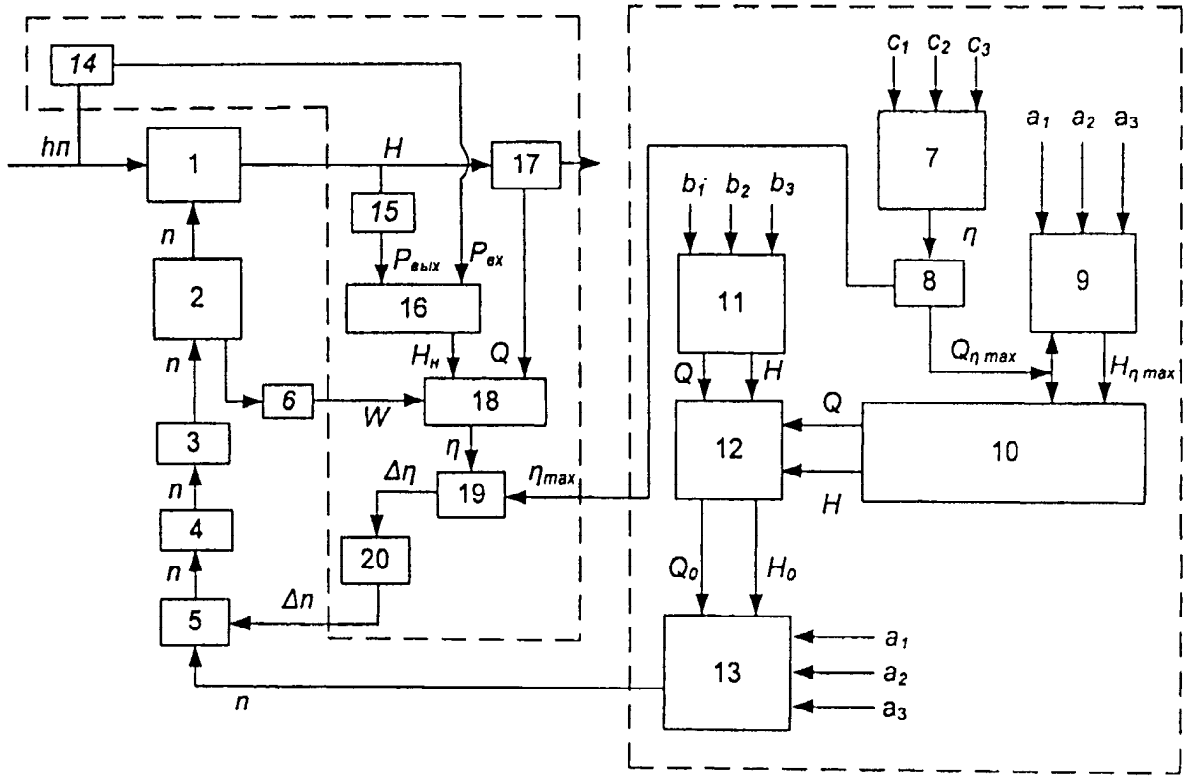 c₁ c₂ c₃
14
a₁ a₂ a₃
hп
1
H
17
7
b₁ b₂ b₃
15
n
η
Pвых
Pвх
2
11
8
9
16
Qη max
Hη max
n
Hн
Q
Q
H
6
W
18
Q
3
η
12
10
Δη
19
ηmax
H
n
4
20
Q₀
H₀
n
Δn
5
a₁
13
a₂
n
a₃